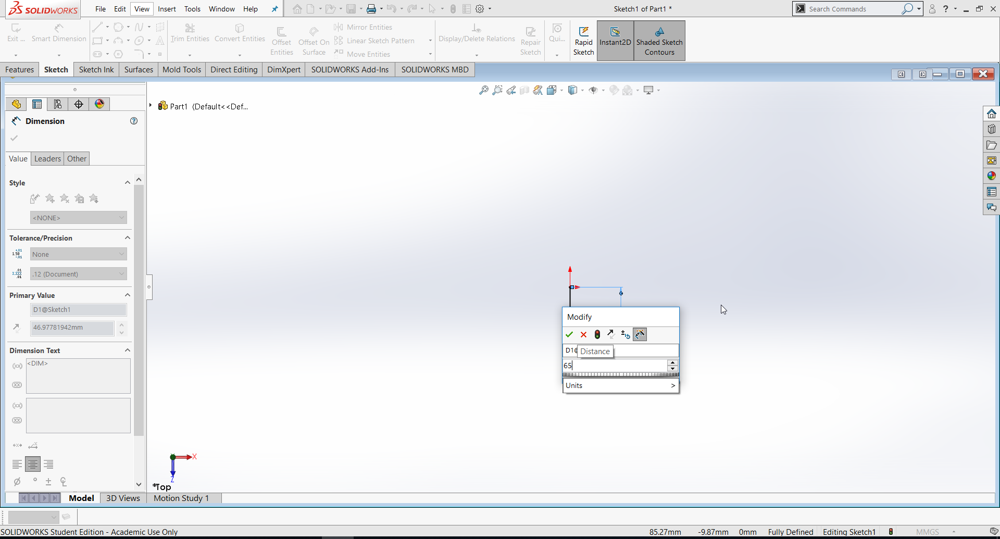 SOLIDWORKS File Edit View Insert Tools Window Help Sketch1 of Part1 * Search Commands ?
Exit ... Smart Dimension Trim Entities Convert Entities Offset Entities Offset On Surface Mirror Entities Linear Sketch Pattern Move Entities Display/Delete Relations Repair Sketch Qui... Rapid Sketch Instant2D Shaded Sketch Contours
Features Sketch Sketch Ink Surfaces Mold Tools Direct Editing DimXpert SOLIDWORKS Add-Ins SOLIDWORKS MBD
Part1 (Default<<Def...
Dimension
Value Leaders Other
Style
<NONE>
Tolerance/Precision
None
.12 (Document)
Primary Value
D1@Sketch1
46.97781942mm
Dimension Text
<DIM>
Modify
D1@
Distance
65
Units >
X
Z
*Top
Model 3D Views Motion Study 1
SOLIDWORKS Student Edition - Academic Use Only 85.27mm -9.87mm 0mm Fully Defined Editing Sketch1 MMGS